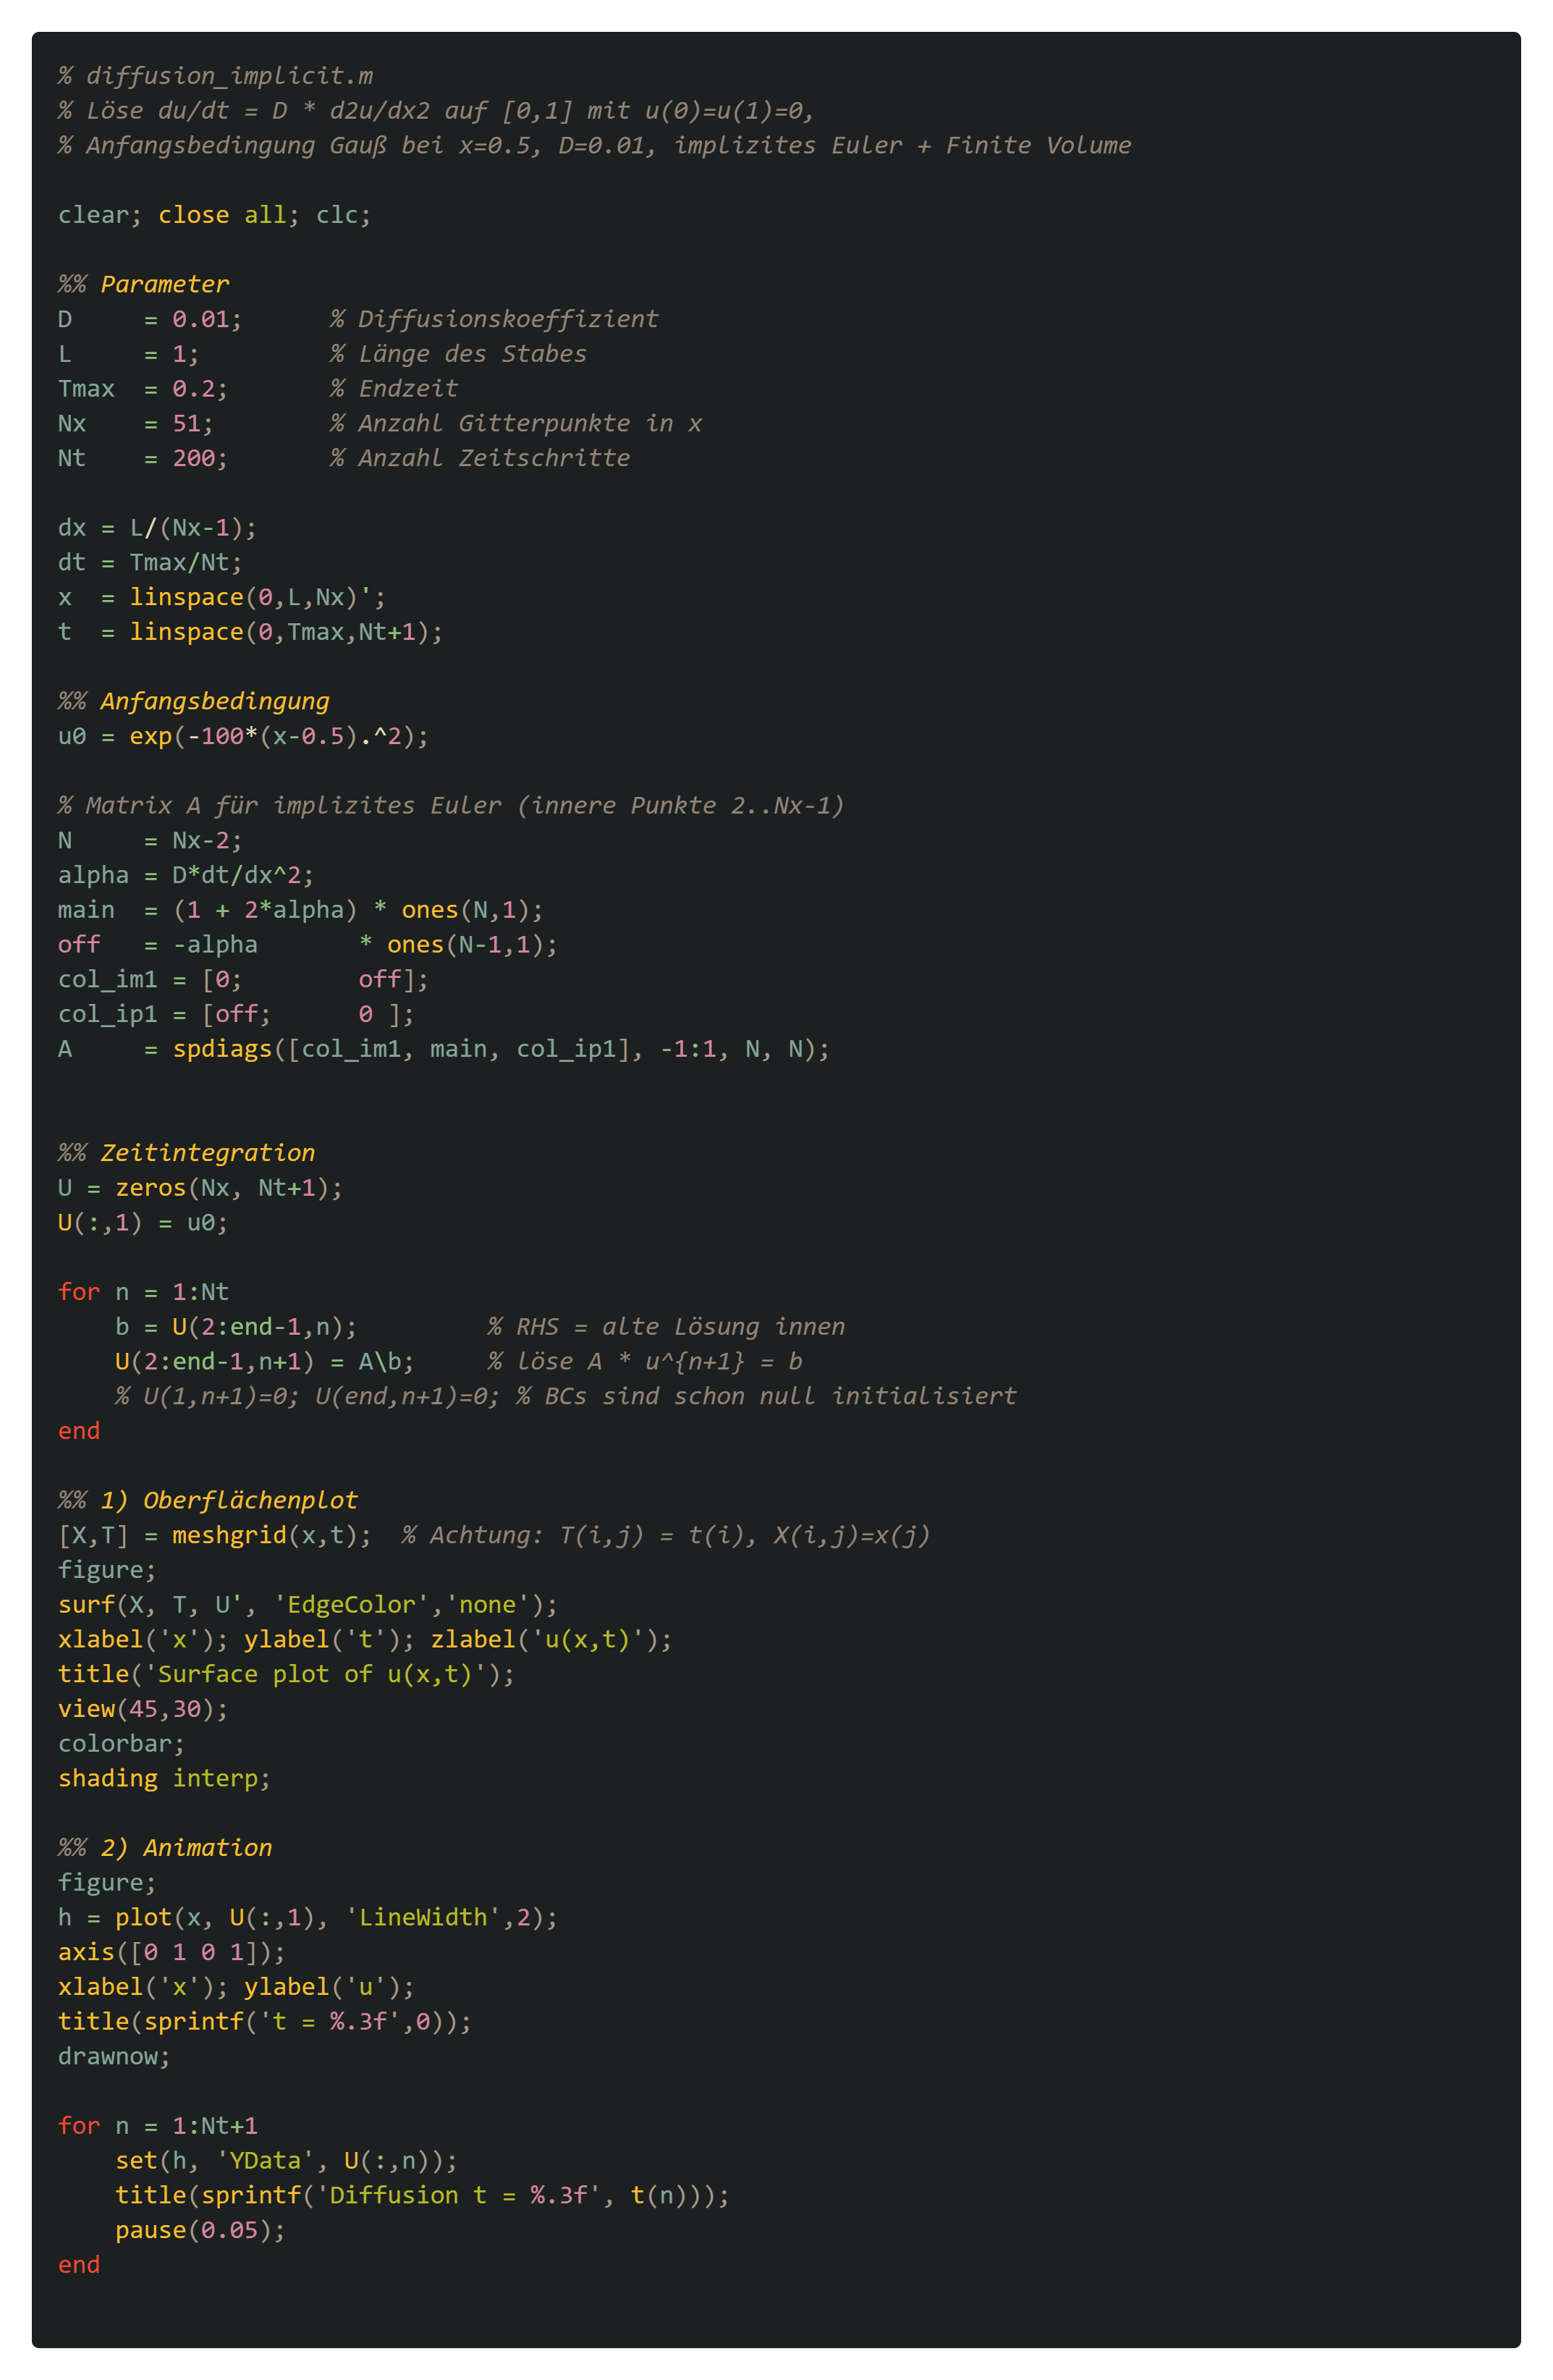 % diffusion_implicit.m
% Löse du/dt = D * d2u/dx2 auf [0,1] mit u(0)=u(1)=0,
% Anfangsbedingung Gauß bei x=0.5, D=0.01, implizites Euler + Finite Volume

clear; close all; clc;

%% Parameter
D     = 0.01;      % Diffusionskoeffizient
L     = 1;         % Länge des Stabes
Tmax  = 0.2;       % Endzeit
Nx    = 51;        % Anzahl Gitterpunkte in x
Nt    = 200;       % Anzahl Zeitschritte

dx = L/(Nx-1);
dt = Tmax/Nt;
x  = linspace(0,L,Nx)';
t  = linspace(0,Tmax,Nt+1);

%% Anfangsbedingung
u0 = exp(-100*(x-0.5).^2);

% Matrix A für implizites Euler (innere Punkte 2..Nx-1)
N     = Nx-2;
alpha = D*dt/dx^2;
main  = (1 + 2*alpha) * ones(N,1);
off   = -alpha       * ones(N-1,1);
col_im1 = [0;        off];
col_ip1 = [off;      0 ];
A     = spdiags([col_im1, main, col_ip1], -1:1, N, N);


%% Zeitintegration
U = zeros(Nx, Nt+1);
U(:,1) = u0;

for n = 1:Nt
    b = U(2:end-1,n);         % RHS = alte Lösung innen
    U(2:end-1,n+1) = A\b;     % löse A * u^{n+1} = b
    % U(1,n+1)=0; U(end,n+1)=0; % BCs sind schon null initialisiert
end

%% 1) Oberflächenplot
[X,T] = meshgrid(x,t);  % Achtung: T(i,j) = t(i), X(i,j)=x(j)
figure;
surf(X, T, U', 'EdgeColor','none');
xlabel('x'); ylabel('t'); zlabel('u(x,t)');
title('Surface plot of u(x,t)');
view(45,30);
colorbar;
shading interp;

%% 2) Animation
figure;
h = plot(x, U(:,1), 'LineWidth',2);
axis([0 1 0 1]);
xlabel('x'); ylabel('u');
title(sprintf('t = %.3f',0));
drawnow;

for n = 1:Nt+1
    set(h, 'YData', U(:,n));
    title(sprintf('Diffusion t = %.3f', t(n)));
    pause(0.05);
end